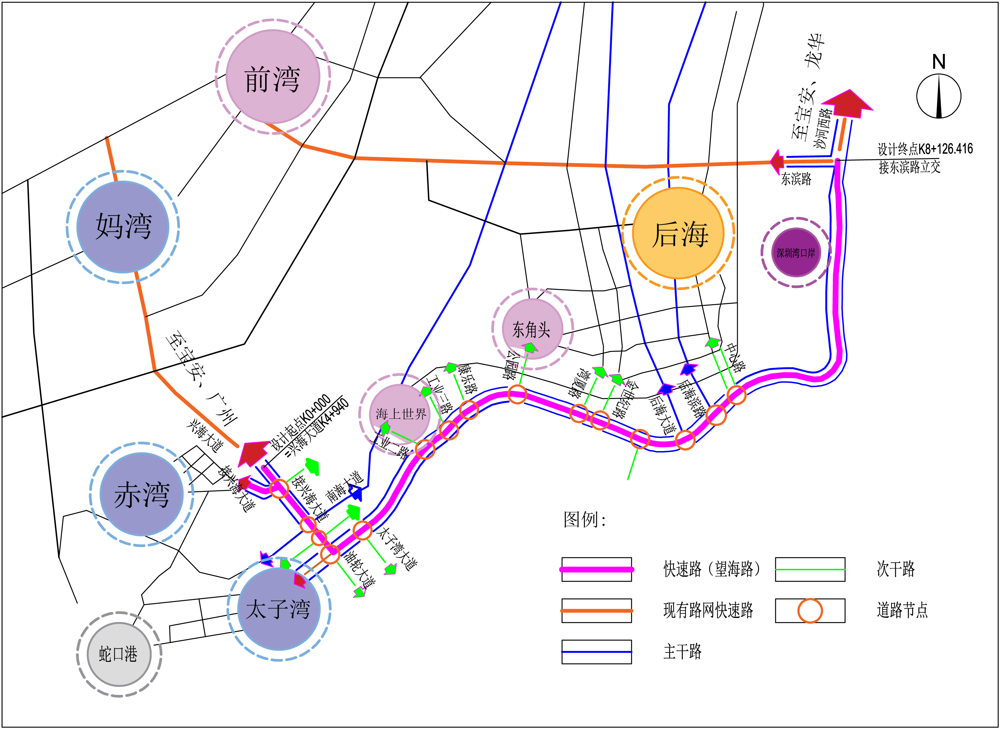 前湾
至宝安、龙华
沙河西路
N
设计终点K8+126.416
接东滨路立交
东滨路
妈湾
后海
深圳湾口岸
东角头
至宝安、广州
兴海大道
设计起点K0+000
"兴海大道K4+940
海上世界
工业二路
工业三路
康乐路
公园路
湾厦路
金世纪路
后海大道
后海滨路
中心路
赤湾
接兴海大道
接兴海大道
南海大道
太子湾大道
油轮大道
太子湾
蛇口港
图例:
快速路（望海路）
次干路
现有路网快速路
道路节点
主干路